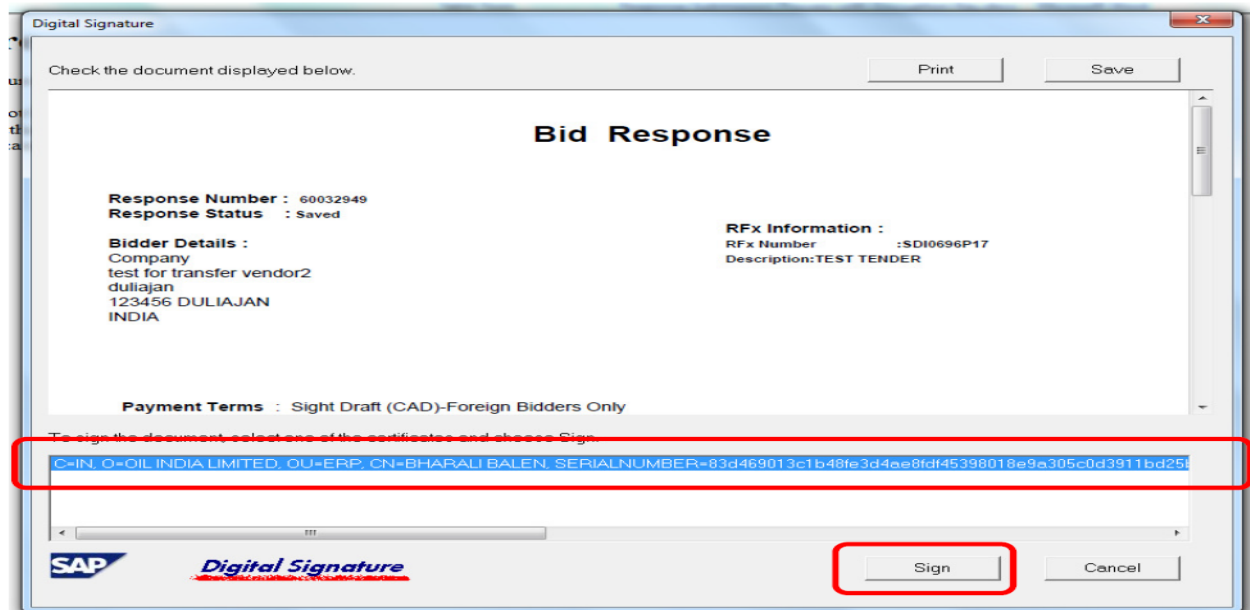 Digital Signature
Check the document displayed below.
Print
Save
Bid Response
Response Number : 60032949
Response Status : Saved
RFx Information :
Bidder Details :
RFx Number :SDI0696P17
Company
Description:TEST TENDER
test for transfer vendor2
duliajan
123456 DULIAJAN
INDIA
Payment Terms : Sight Draft (CAD)-Foreign Bidders Only
To sign the document, select one of the certificates and choose Sign.
C=IN, O=OIL INDIA LIMITED, OU=ERP, CN=BHARALI BALEN, SERIALNUMBER=83d469013c1b48fe3d4ae8fdf45398018e9a305c0d3911bd25
SAP
Digital Signature
Sign
Cancel